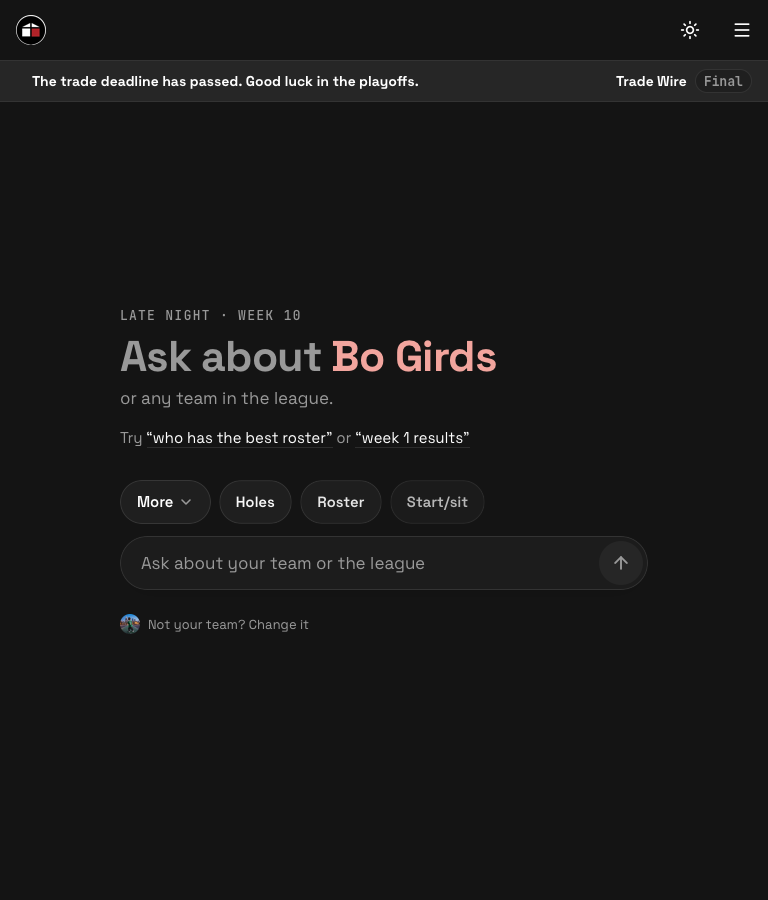 The trade deadline has passed. Good luck in the playoffs.
Trade Wire Final
LATE NIGHT · WEEK 10
Ask about Bo Girds
or any team in the league.
Try “who has the best roster” or “week 1 results”
More Holes Roster Start/sit
Ask about your team or the league
Not your team? Change it